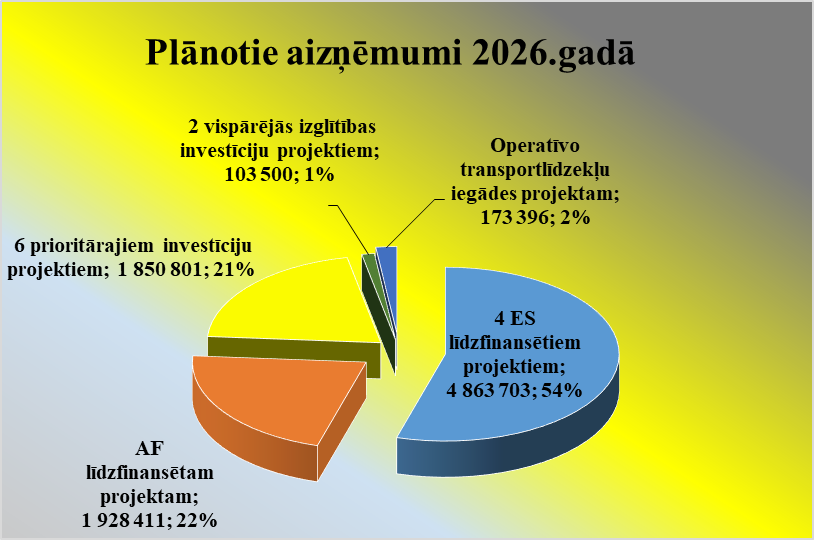 Plānotie aizņēmumi 2026.gadā
2 vispārējās izglītības
investīciju projektiem;
103 500; 1%
Operatīvo
transportlīdzekļu
iegādes projektam;
173 396; 2%
6 prioritārajiem investīciju
projektiem; 1 850 801; 21%
4 ES
līdzfinansētiem
projektiem;
4 863 703; 54%
AF
līdzfinansētam
projektam;
1 928 411; 22%